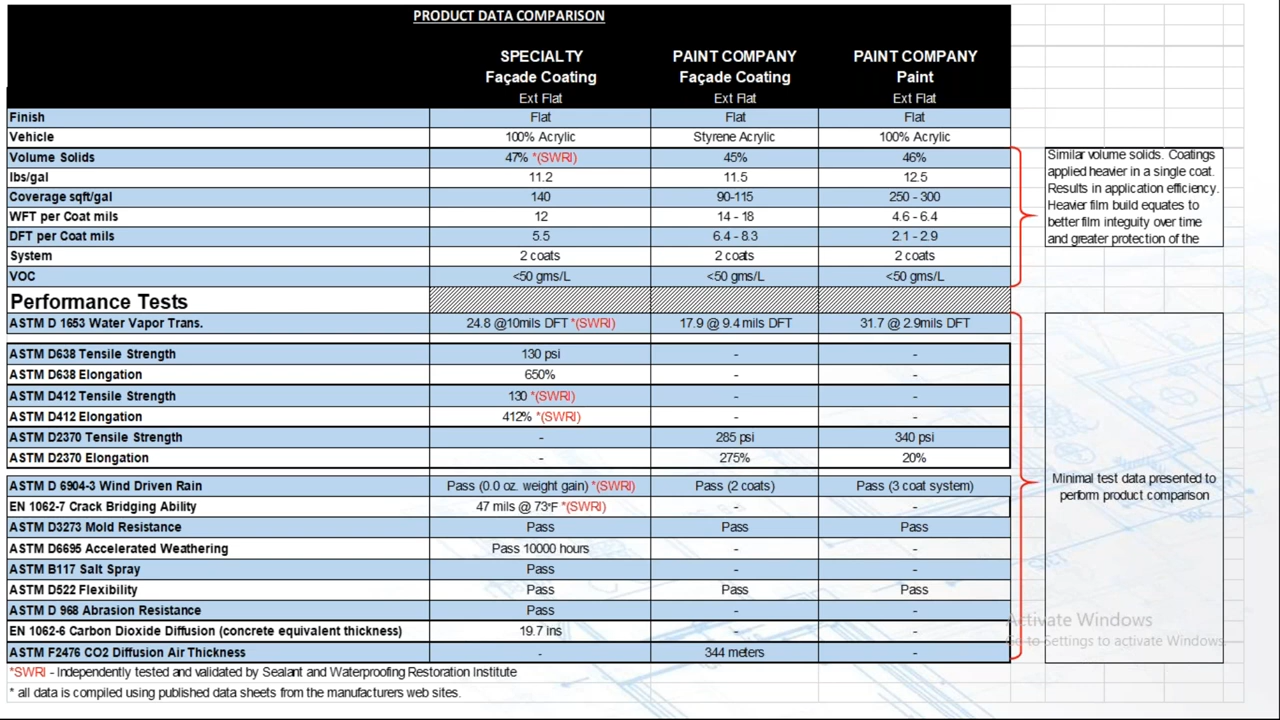 PRODUCT DATA COMPARISON
SPECIALTY PAINT COMPANY PAINT COMPANY
Façade Coating Façade Coating Paint
Ext Flat Ext Flat Ext Flat
Finish Flat Flat Flat
Vehicle 100% Acrylic Styrene Acrylic 100% Acrylic
Volume Solids 47% *(SWRI) 45% 46%
lbs/gal 11.2 11.5 12.5
Coverage sqft/gal 140 90-115 250 - 300
WFT per Coat mils 12 14 - 18 4.6 - 6.4
DFT per Coat mils 5.5 6.4 - 8.3 2.1 - 2.9
System 2 coats 2 coats 2 coats
VOC <50 gms/L <50 gms/L <50 gms/L
Similar volume solids. Coatings
applied heavier in a single coat.
Results in application efficiency.
Heavier film build equates to
better film integuity over time
and greater protection of the
Performance Tests
ASTM D 1653 Water Vapor Trans. 24.8 @10mils DFT *(SWRI) 17.9 @ 9.4 mils DFT 31.7 @ 2.9mils DFT
ASTM D638 Tensile Strength 130 psi - -
ASTM D638 Elongation 650% - -
ASTM D412 Tensile Strength 130 *(SWRI) - -
ASTM D412 Elongation 412% *(SWRI) - -
ASTM D2370 Tensile Strength - 285 psi 340 psi
ASTM D2370 Elongation - 275% 20%
ASTM D 6904-3 Wind Driven Rain Pass (0.0 oz. weight gain) *(SWRI) Pass (2 coats) Pass (3 coat system)
EN 1062-7 Crack Bridging Ability 47 mils @ 73°F *(SWRI) - -
ASTM D3273 Mold Resistance Pass Pass Pass
ASTM D6695 Accelerated Weathering Pass 10000 hours - -
ASTM B117 Salt Spray Pass - -
ASTM D522 Flexibility Pass Pass Pass
ASTM D 968 Abrasion Resistance Pass - -
EN 1062-6 Carbon Dioxide Diffusion (concrete equivalent thickness) 19.7 ins - -
ASTM F2476 CO2 Diffusion Air Thickness - 344 meters -
Minimal test data presented to
perform product comparison
*SWRI - Independently tested and validated by Sealant and Waterproofing Restoration Institute
* all data is compiled using published data sheets from the manufacturers web sites.
Activate Windows
Go to Settings to activate Windows.